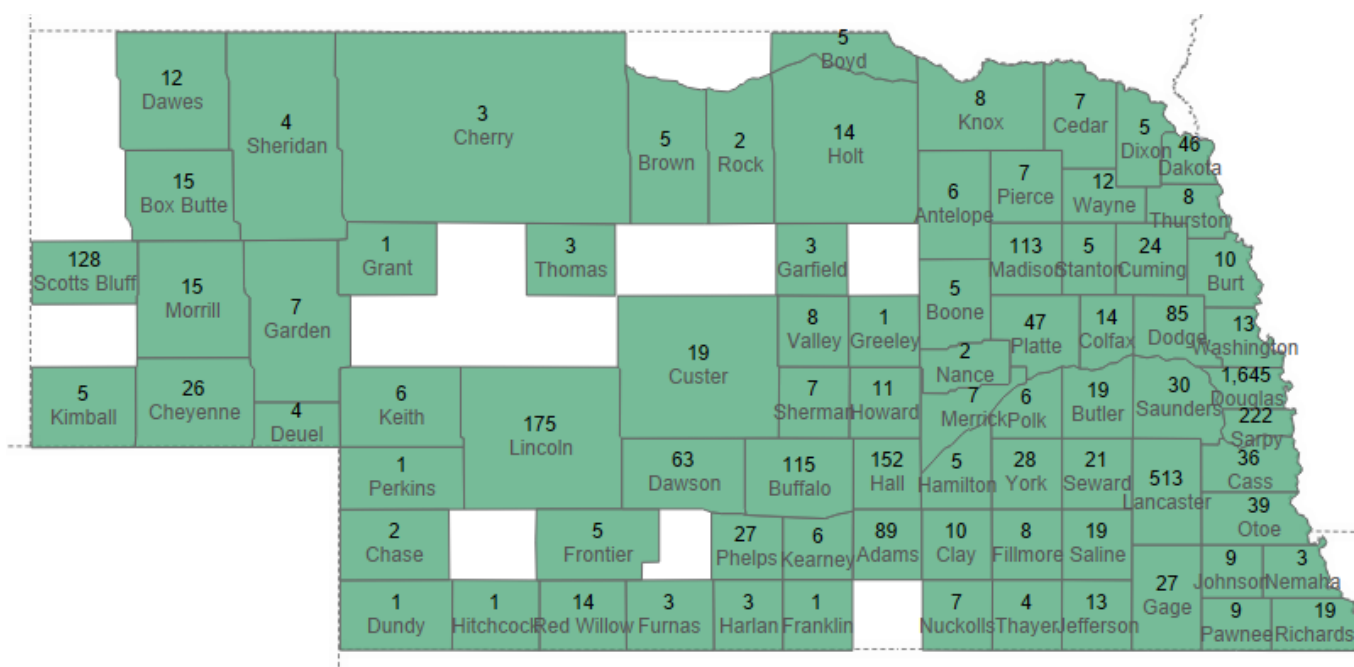 12
Dawes
4
Sheridan
3
Cherry
5
Brown
2
Rock
5
Boyd
14
Holt
8
Knox
7
Cedar
5
Dixon
46
Dakota
15
Box Butte
6
Antelope
7
Pierce
12
Wayne
8
Thurston
128
Scotts Bluff
15
Morrill
7
Garden
1
Grant
3
Thomas
3
Garfield
113
Madison
5
Stanton
24
Cuming
10
Burt
5
Boone
19
Custer
8
Valley
1
Greeley
47
Platte
14
Colfax
85
Dodge
13
Washington
2
Nance
5
Kimball
26
Cheyenne
4
Deuel
6
Keith
175
Lincoln
7
Sherman
11
Howard
7
Merrick
6
Polk
19
Butler
30
Saunders
1,645
Douglas
222
Sarpy
1
Perkins
63
Dawson
115
Buffalo
152
Hall
5
Hamilton
28
York
21
Seward
513
Lancaster
36
Cass
39
Otoe
2
Chase
5
Frontier
27
Phelps
6
Kearney
89
Adams
10
Clay
8
Fillmore
19
Saline
27
Gage
9
Johnson
3
Nemaha
1
Dundy
1
Hitchcock
14
Red Willow
3
Furnas
3
Harlan
1
Franklin
7
Nuckolls
4
Thayer
13
Jefferson
9
Pawnee
19
Richards